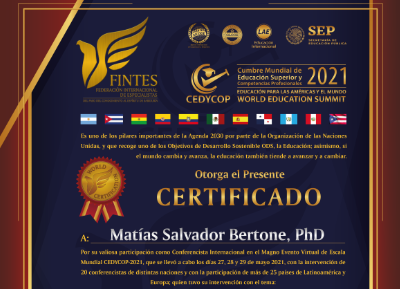 SEP
FINTES
FEDERACIÓN INTERNACIONAL
DE ESPECIALISTAS
CEDYCOP
Cumbre Mundial de
Educación Superior y
Competencias Profesionales
2021
EDUCACIÓN PARA LAS AMÉRICAS Y EL MUNDO
WORLD EDUCATION SUMMIT
Es uno de los pilares importantes de la Agenda 2030 por parte de la Organización de las Naciones
Unidas, y que recoge uno de los Objetivos de Desarrollo Sostenible ODS, la Educación; asimismo, si
el mundo cambia y avanza, la educación también tiende a avanzar y a cambiar.
Otorga el Presente
CERTIFICADO
A: Matías Salvador Bertone, PhD
Por su valiosa participación como Conferencista Internacional en el Magno Evento Virtual de Escala
Mundial CEDYCOP-2021, que se llevó a cabo los días 27, 28 y 29 de mayo 2021, con la intervención de
20 conferencistas de distintas naciones y con la participación de más de 25 países de Latinoamérica y
Europa; quien tuvo su intervención con el tema: